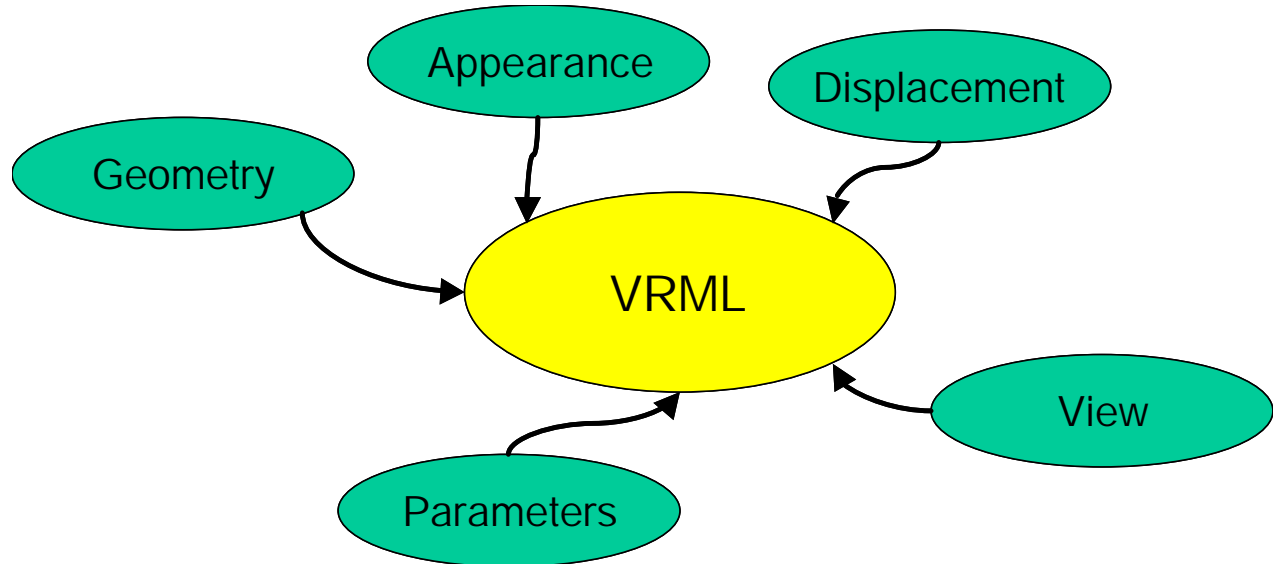 Appearance
Displacement
Geometry
VRML
View
Parameters